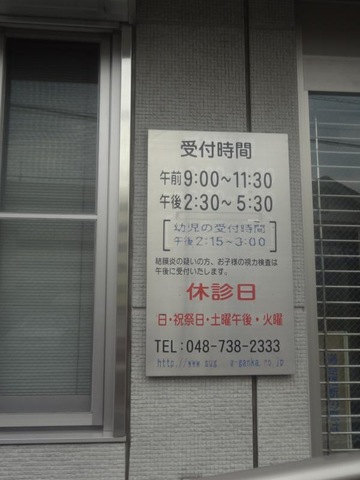 受付時間
午前 9:00～11:30
午後 2:30～5:30
幼児の受付時間
午後 2:15～3:00
結膜炎の疑いの方、お子様の視力検査は
午後に受付いたします。
休診日
日・祝祭日・土曜午後・火曜
TEL:048-738-2333